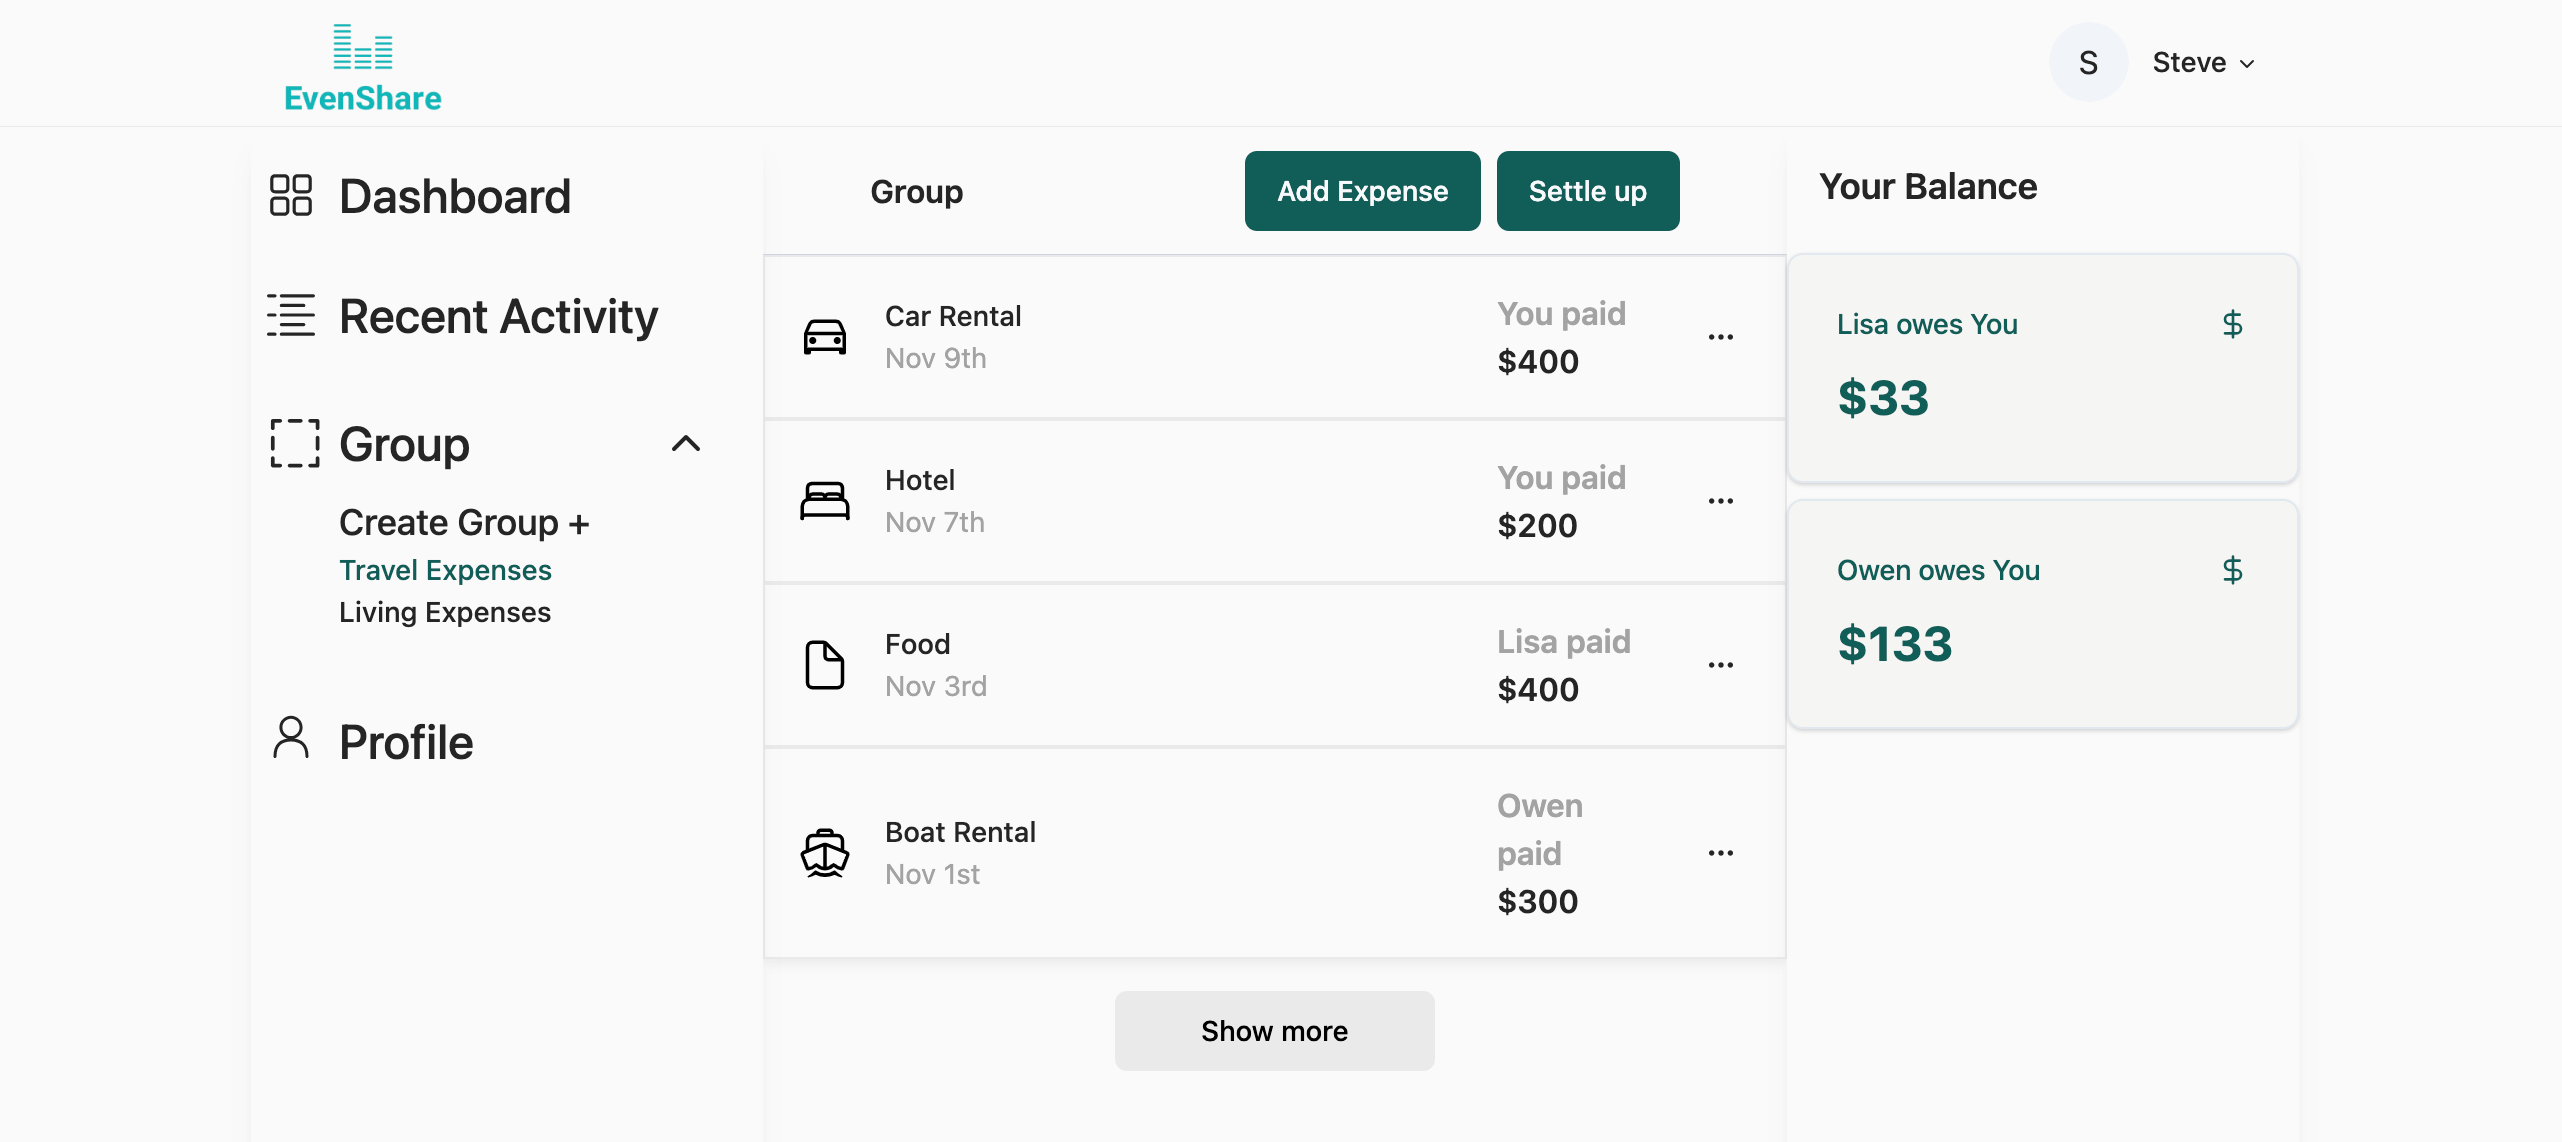 EvenShare
S
Steve
Dashboard
Recent Activity
Group
Create Group +
Travel Expenses
Living Expenses
Profile
Group
Add Expense
Settle up
Car Rental
Nov 9th
You paid
$400
Hotel
Nov 7th
You paid
$200
Food
Nov 3rd
Lisa paid
$400
Boat Rental
Nov 1st
Owen
paid
$300
Show more
Your Balance
Lisa owes You
$
$33
Owen owes You
$
$133